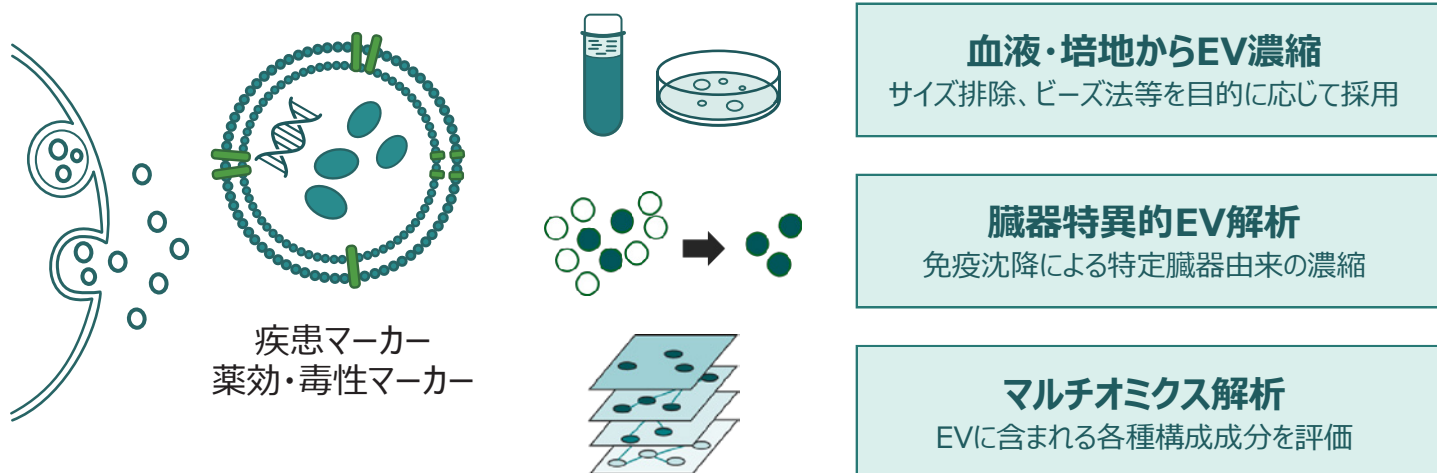 血液・培地からEV濃縮
サイズ排除、ビーズ法等を目的に応じて採用
臓器特異的EV解析
免疫沈降による特定臓器由来の濃縮
疾患マーカー
薬効・毒性マーカー
マルチオミクス解析
EVに含まれる各種構成成分を評価